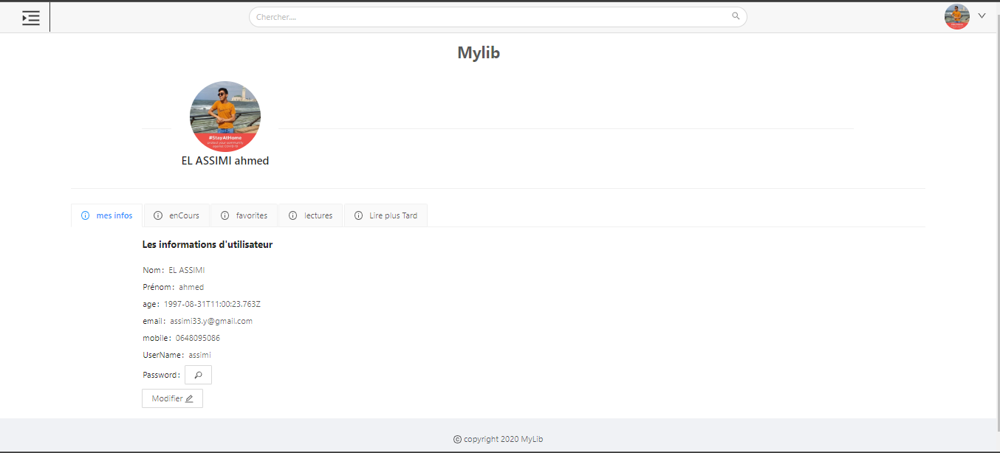 Chercher....
Mylib
#StayAtHome
protect your community
against Covid 19
EL ASSIMI ahmed
mes infos
enCours
favorites
lectures
Lire plus Tard
Les informations d'utilisateur
Nom: EL ASSIMI
Prénom: ahmed
age: 1997-08-31T11:00:23.763Z
email: assimi33.y@gmail.com
mobile: 0648095086
UserName: assimi
Password:
Modifier
© copyright 2020 MyLib